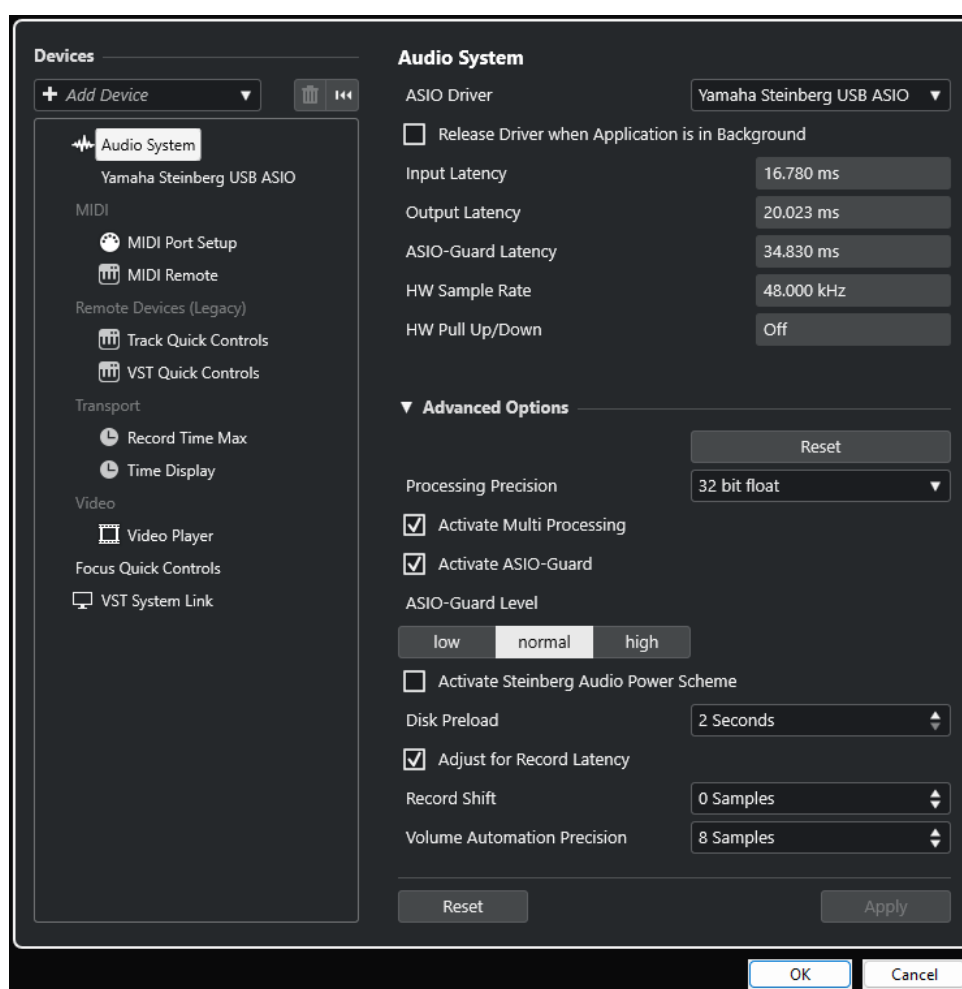 Devices
+ Add Device
Audio System
Yamaha Steinberg USB ASIO
MIDI
MIDI Port Setup
MIDI Remote
Remote Devices (Legacy)
Track Quick Controls
VST Quick Controls
Transport
Record Time Max
Time Display
Video
Video Player
Focus Quick Controls
VST System Link
Audio System
ASIO Driver Yamaha Steinberg USB ASIO
Release Driver when Application is in Background
Input Latency 16.780 ms
Output Latency 20.023 ms
ASIO-Guard Latency 34.830 ms
HW Sample Rate 48.000 kHz
HW Pull Up/Down Off
Advanced Options
Reset
Processing Precision 32 bit float
Activate Multi Processing
Activate ASIO-Guard
ASIO-Guard Level
low normal high
Activate Steinberg Audio Power Scheme
Disk Preload 2 Seconds
Adjust for Record Latency
Record Shift 0 Samples
Volume Automation Precision 8 Samples
Reset Apply
OK Cancel